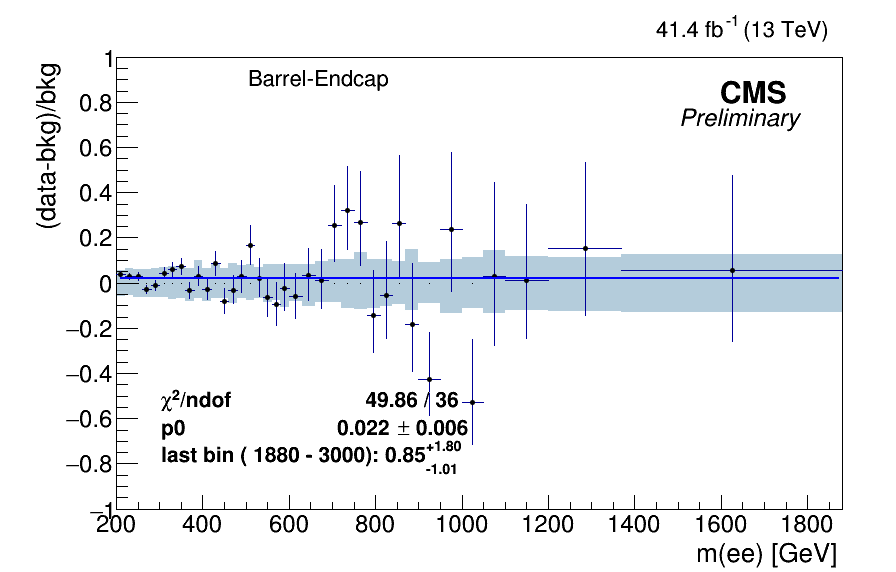 41.4 fb-1 (13 TeV)
(data-bkg)/bkg
Barrel-Endcap
CMS
Preliminary
1
0.8
0.6
0.4
0.2
0
−0.2
−0.4
−0.6
−0.8
−1
χ2/ndof 49.86 / 36
p0 0.022 ± 0.006
last bin ( 1880 - 3000): 0.85 +1.80 -1.01
200 400 600 800 1000 1200 1400 1600 1800
m(ee) [GeV]